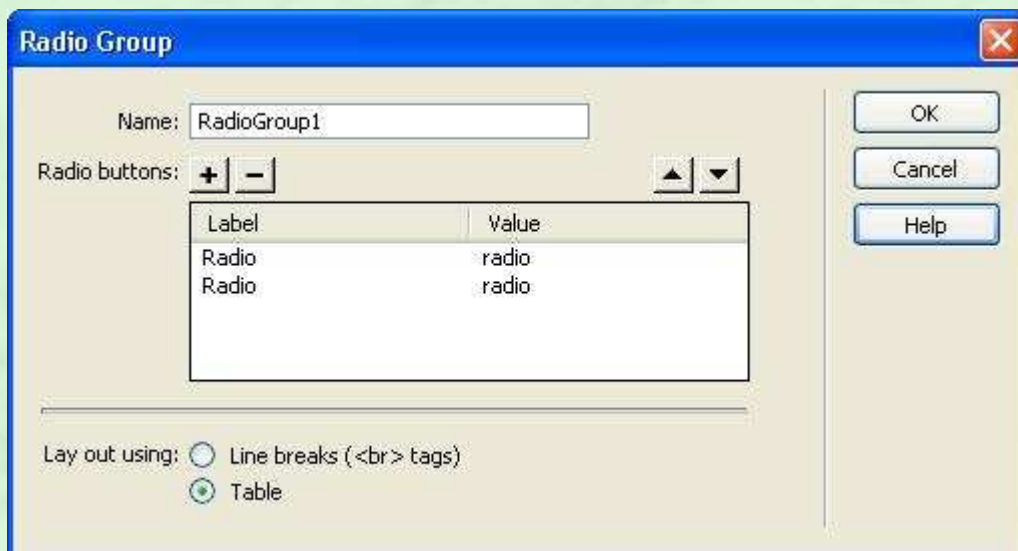 Radio Group
Name: RadioGroup1
OK
Radio buttons: + −
Cancel
Label Value
Help
Radio radio
Radio radio
Lay out using: Line breaks (<br> tags)
Table